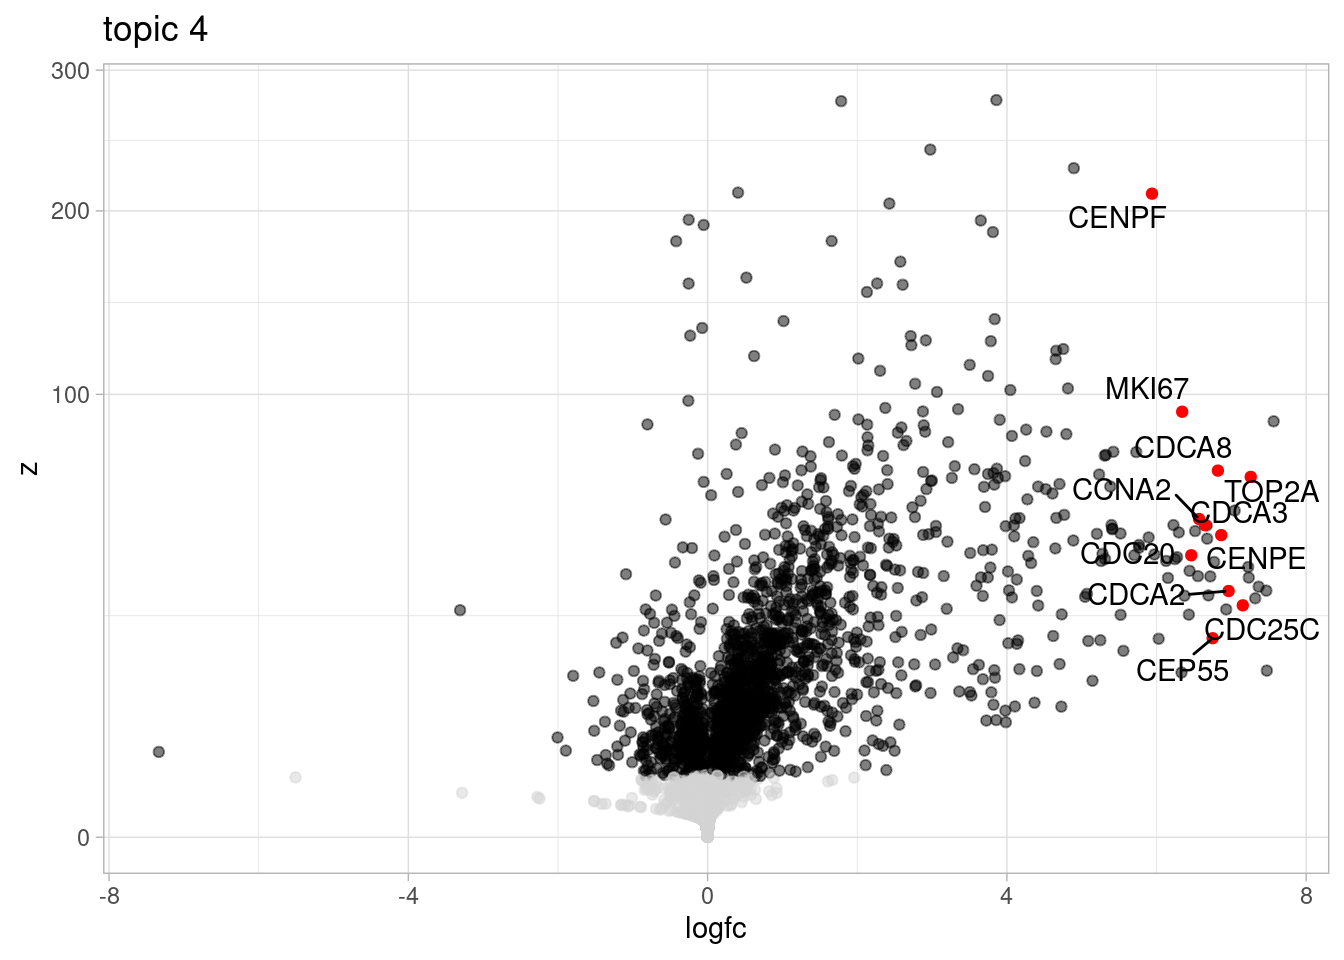 topic 4
300
200
100
0
z
CENPF
MKI67
CDCA8
TOP2A
CCNA2
CDCA3
CDC20
CENPE
CDCA2
CDC25C
CEP55
-8
-4
0
4
8
logfc